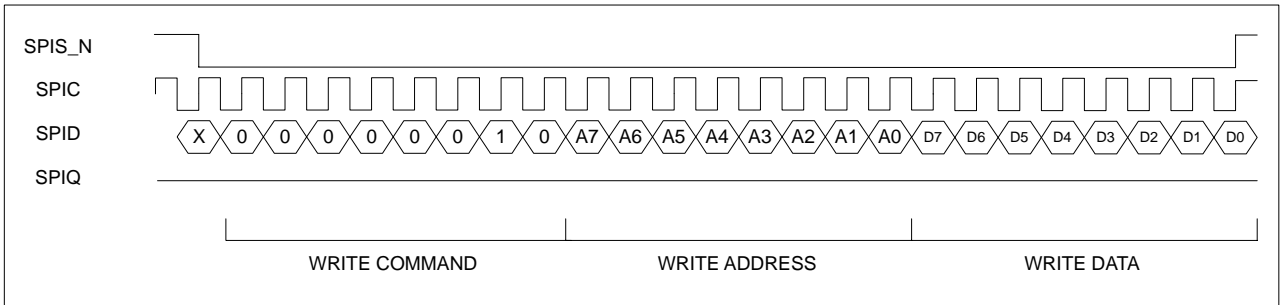 SPIS_N
SPIC
SPID X 0 0 0 0 0 0 1 0 A7 A6 A5 A4 A3 A2 A1 A0 D7 D6 D5 D4 D3 D2 D1 D0
SPIQ
WRITE COMMAND WRITE ADDRESS WRITE DATA